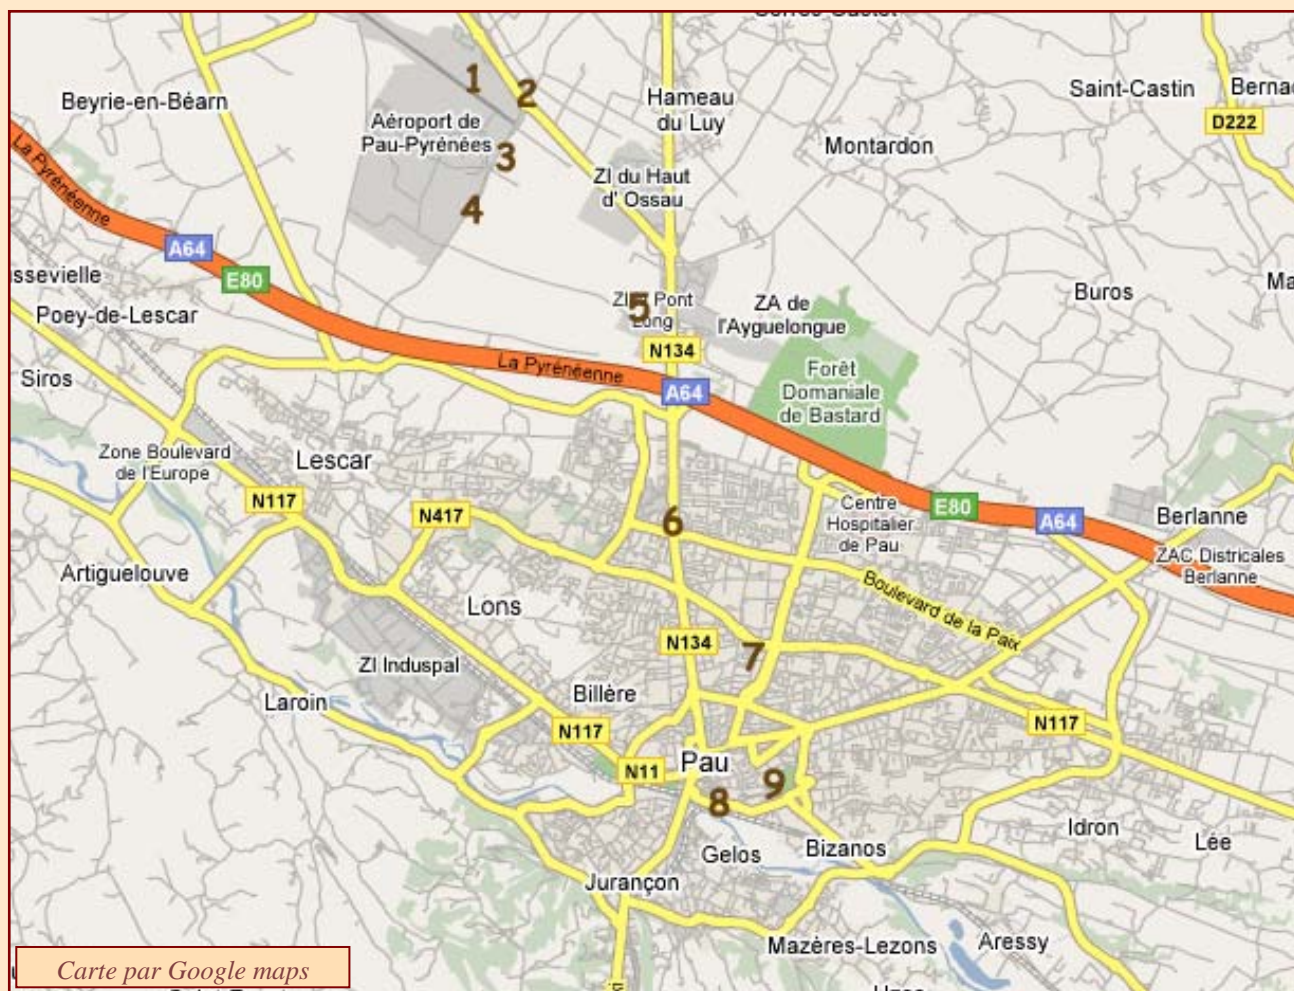 Beyrie-en-Béarn
1
2
Hameau
du Luy
Saint-Castin
D222
Aéroport de
Pau-Pyrénées
3
Montardon
La Pyrénéenne
ZI du Haut
d' Ossau
4
A64
E80
Poey-de-Lescar
5
Pont
Long
ZA de
l'Ayguelongue
Buros
N134
La Pyrénéenne
Siros
A64
Forêt
Domaniale
de Bastard
Zone Boulevard
de l'Europe
Lescar
N117
N417
6
Centre
Hospitalier
de Pau
E80
A64
Berlanne
ZAC Districales
Berlanne
Artiguelouve
Lons
Boulevard de la Paix
N134
7
ZI Induspal
Laroin
Billère
N117
N117
N11
Pau
8
9
Idron
Lée
Gelos
Bizanos
Jurançon
Mazères-Lezons
Aressy
Carte par Google maps